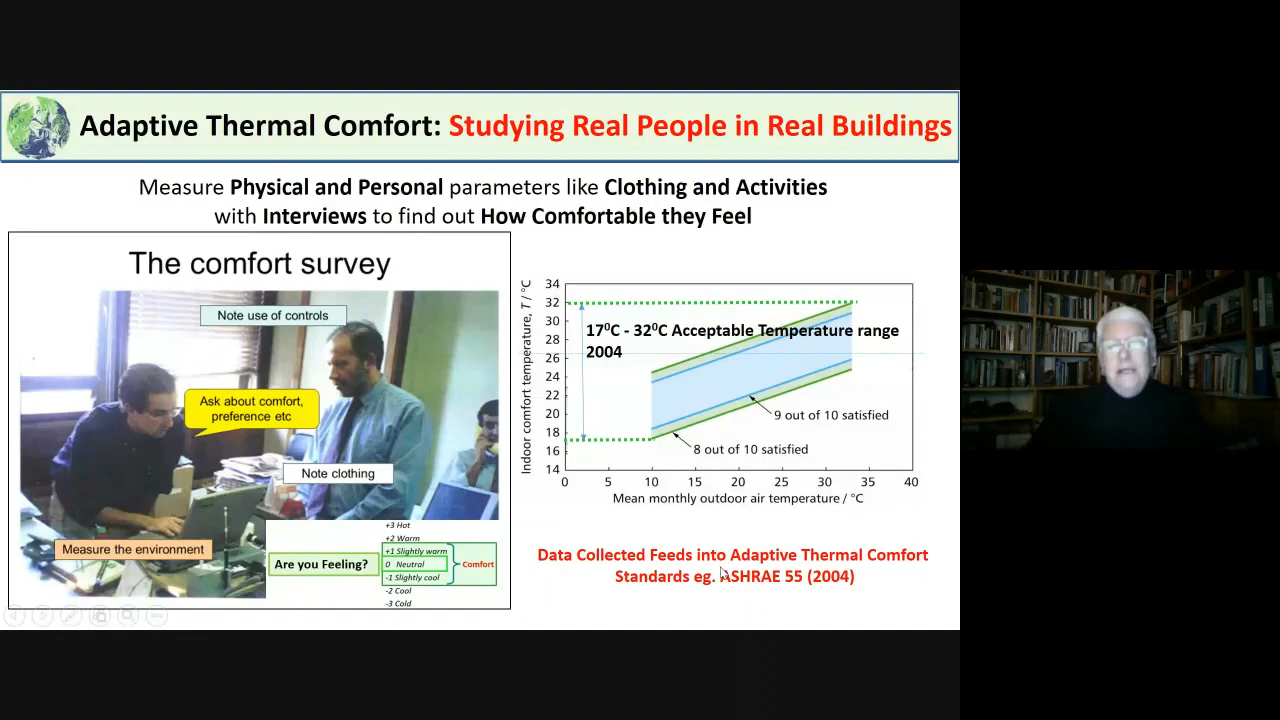 Adaptive Thermal Comfort: Studying Real People in Real Buildings
Measure Physical and Personal parameters like Clothing and Activities
with Interviews to find out How Comfortable they Feel
The comfort survey
Note use of controls
Ask about comfort,
preference etc
Note clothing
Measure the environment
Are you Feeling?
+3 Hot
+2 Warm
+1 Slightly warm
0 Neutral
-1 Slightly cool
-2 Cool
-3 Cold
Comfort
Indoor comfort temperature, T / °C
34
32
30
28
26
24
22
20
18
16
14
17⁰C - 32⁰C Acceptable Temperature range
2004
9 out of 10 satisfied
8 out of 10 satisfied
0 5 10 15 20 25 30 35 40
Mean monthly outdoor air temperature / °C
Data Collected Feeds into Adaptive Thermal Comfort
Standards eg. ASHRAE 55 (2004)